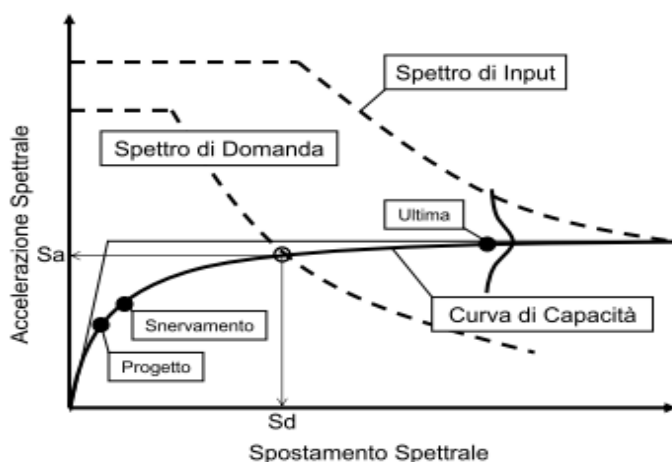 Spettro di Input
Spettro di Domanda
Ultima
Sa
Curva di Capacità
Snervamento
Progetto
Sd
Accelerazione Spettrale
Spostamento Spettrale